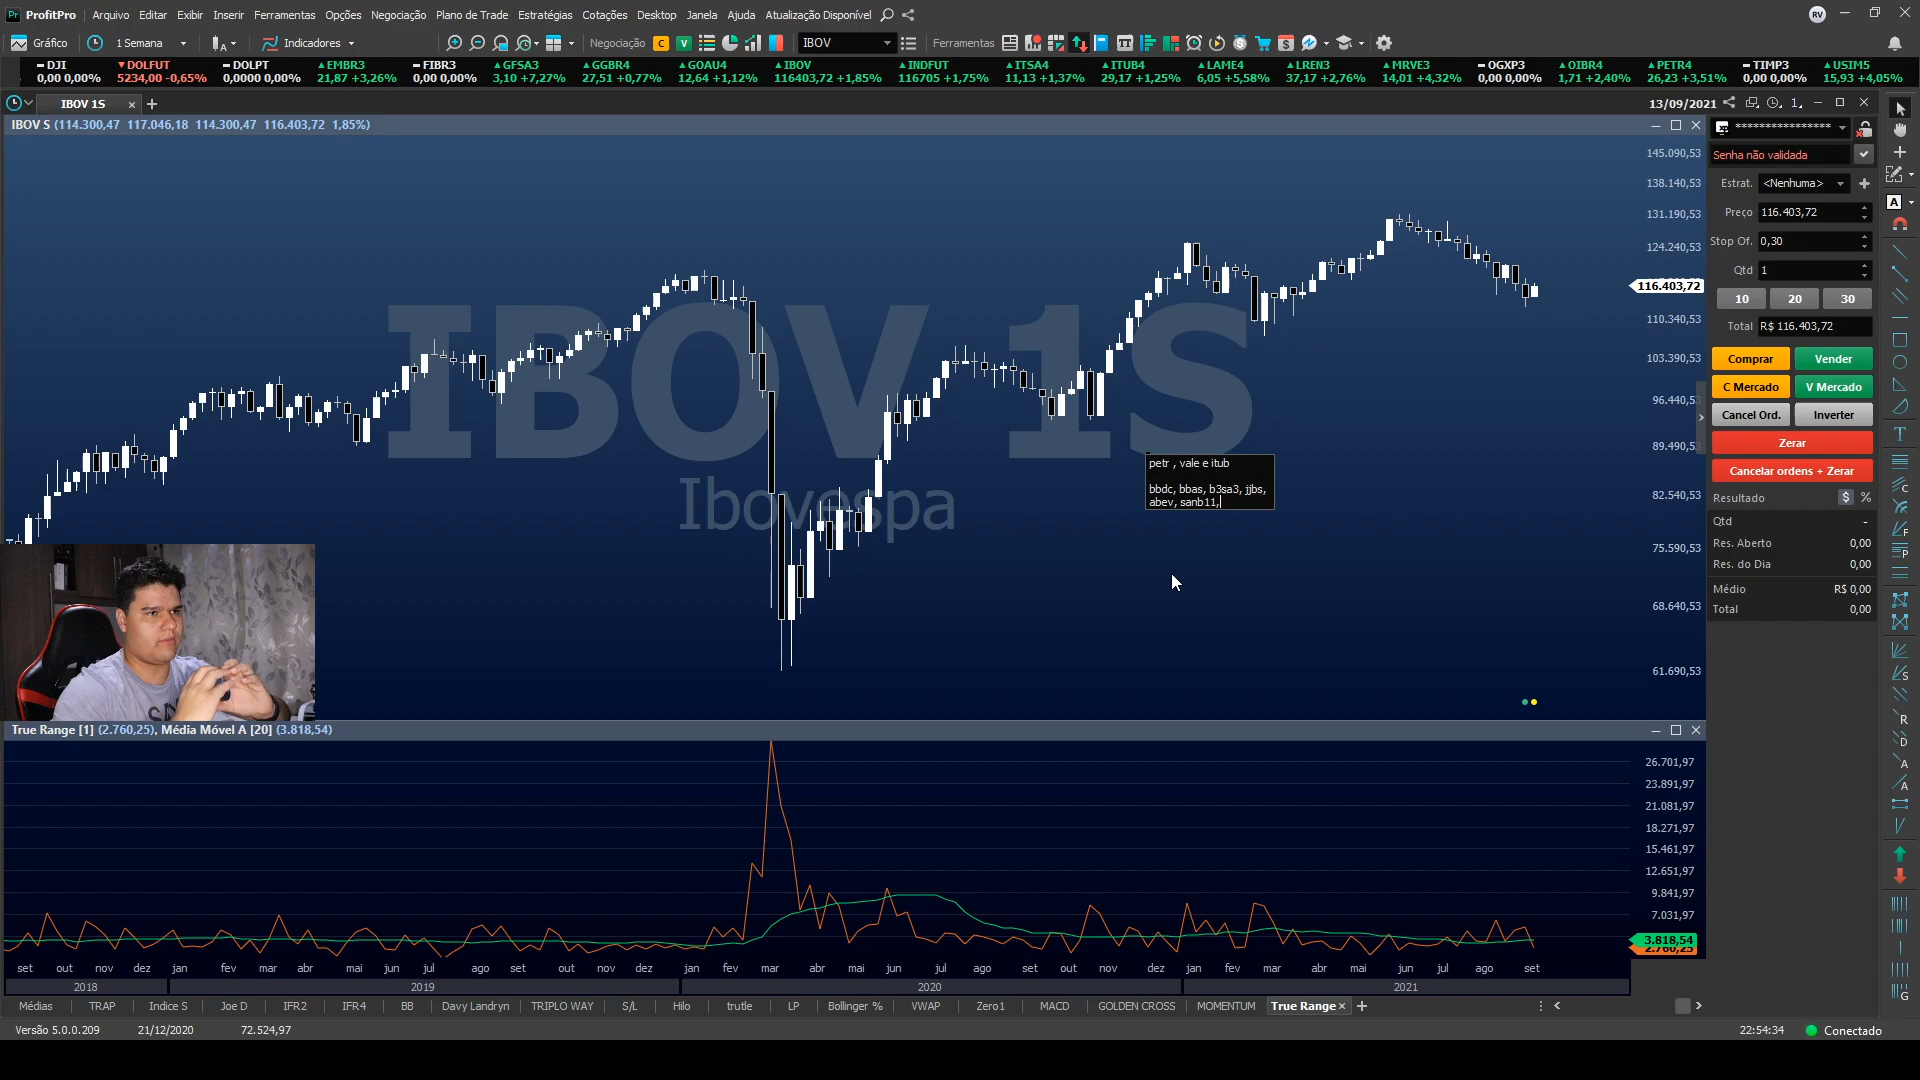 ProfitPro Arquivo Editar Exibir Inserir Ferramentas Opções Negociação Plano de Trade Estratégias Cotações Desktop Janela Ajuda Atualização Disponível RV
Gráfico 1 Semana Indicadores Negociação C V IBOV Ferramentas
DJI DOLFUT DOLPT EMBR3 FIBR3 GFSA3 GGBR4 GOAU4 IBOV INDFUT ITSA4 ITUB4 LAME4 LREN3 MRVE3 OGXP3 OIBR4 PETR4 TIMP3 USIM5
0,00 0,00% 5234,00 -0,65% 0,0000 0,00% 21,87 +3,26% 0,00 0,00% 3,10 +7,27% 27,51 +0,77% 12,64 +1,12% 116403,72 +1,85% 116705 +1,75% 11,13 +1,37% 29,17 +1,25% 6,05 +5,58% 37,17 +2,76% 14,01 +4,32% 0,00 0,00% 1,71 +2,40% 26,23 +3,51% 0,00 0,00% 15,93 +4,05%
IBOV 1S 13/09/2021
IBOV S (114.300,47 117.046,18 114.300,47 116.403,72 1,85%)
145.090,53
138.140,53
131.190,53
124.240,53
116.403,72
110.340,53
103.390,53
96.440,53
89.490,53
82.540,53
75.590,53
68.640,53
61.690,53
IBOV 1S
Ibovespa
petr , vale e itub
bbdc, bbas, b3sa3, jjbs,
abev, sanb11,
****************
Senha não validada
Estrat. <Nenhuma>
Preço 116.403,72
Stop Of. 0,30
Qtd 1
10 20 30
Total R$ 116.403,72
Comprar Vender
C Mercado V Mercado
Cancel Ord. Inverter
Zerar
Cancelar ordens + Zerar
Resultado $ %
Qtd -
Res. Aberto 0,00
Res. do Dia 0,00
Médio R$ 0,00
Total 0,00
True Range [1] (2.760,25), Média Móvel A [20] (3.818,54)
26.701,97
23.891,97
21.081,97
18.271,97
15.461,97
12.651,97
9.841,97
7.031,97
3.818,54
2.760,25
set out nov dez jan fev mar abr mai jun jul ago set out nov dez jan fev mar abr mai jun jul ago set out nov dez jan fev mar abr mai jun jul ago set
2018 2019 2020 2021
Médias TRAP Indice S Joe D IFR2 IFR4 BB Davy Landryn TRIPLO WAY S/L Hilo trutle LP Bollinger % VWAP Zero1 MACD GOLDEN CROSS MOMENTUM True Range
Versão 5.0.0.209 21/12/2020 72.524,97 22:54:34 Conectado